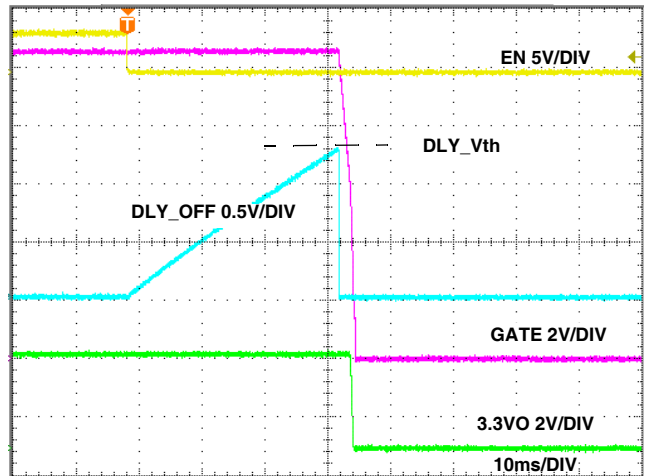 T
EN 5V/DIV
DLY_Vth
DLY_OFF 0.5V/DIV
GATE 2V/DIV
3.3VO 2V/DIV
10ms/DIV